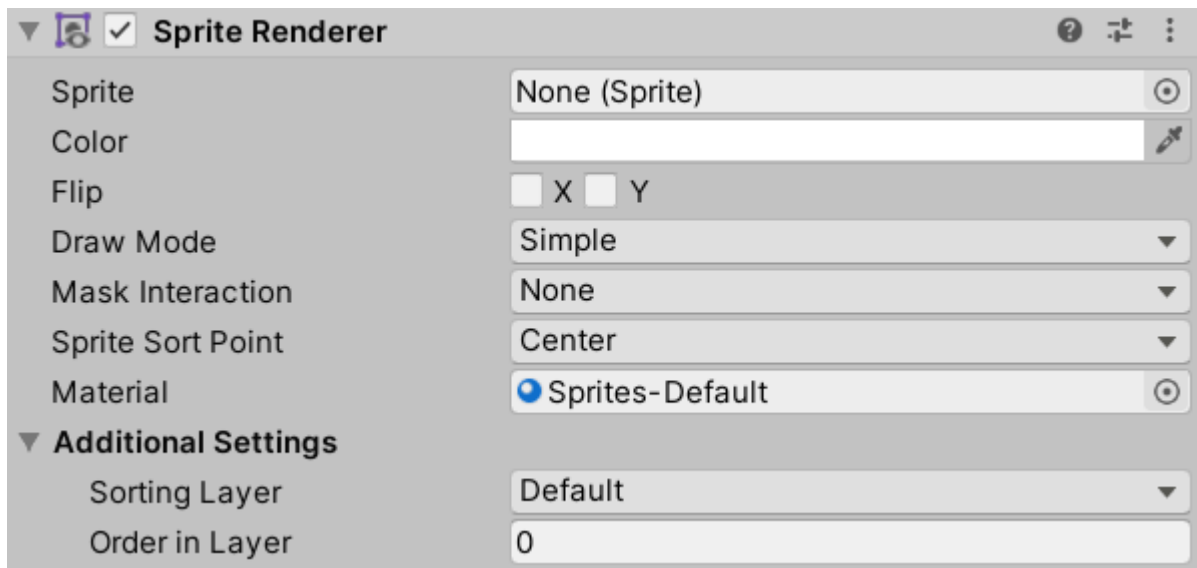 Sprite Renderer
Sprite None (Sprite)
Color
Flip X Y
Draw Mode Simple
Mask Interaction None
Sprite Sort Point Center
Material Sprites-Default
Additional Settings
Sorting Layer Default
Order in Layer 0